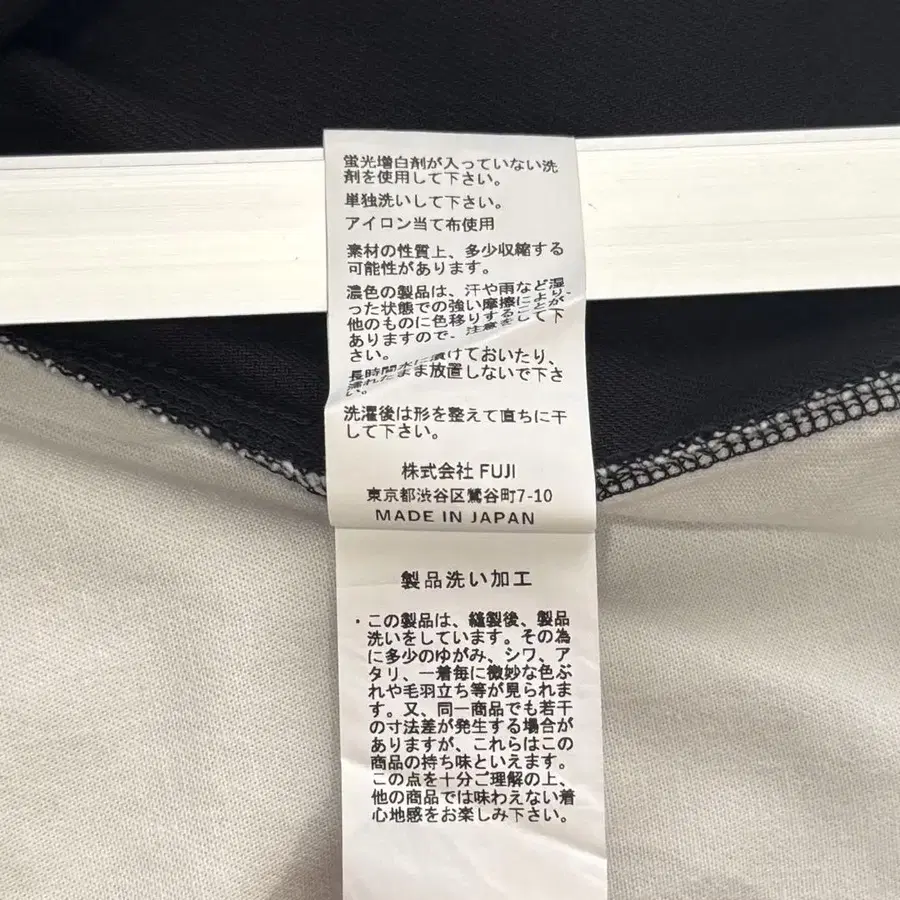 蛍光増白剤が入っていない洗
剤を使用して下さい。
単独洗いして下さい。
アイロン当て布使用
素材の性質上、多少収縮する
可能性があります。
濃色の製品は、汗や雨など湿
った状態での強い摩擦により、
他のものに色移りすることが
ありますので、注意をして下
さい。
長時間水に漬けておいたり、
濡れたまま放置しないで下さ
い。
洗濯後は形を整えて直ちに干
して下さい。
株式会社 FUJI
東京都渋谷区鶯谷町7-10
MADE IN JAPAN
製品洗い加工
・この製品は、縫製後、製品
洗いをしています。その為
に多少のゆがみ、シワ、ア
タリ、一着毎に微妙な色ぶ
れや毛羽立ち等が見られま
す。又、同一商品でも若干
の寸法差が発生する場合が
ありますが、これらはこの
商品の持ち味といえます。
この点を十分ご理解の上、
他の商品では味わえない着
心地感をお楽しみ下さい。